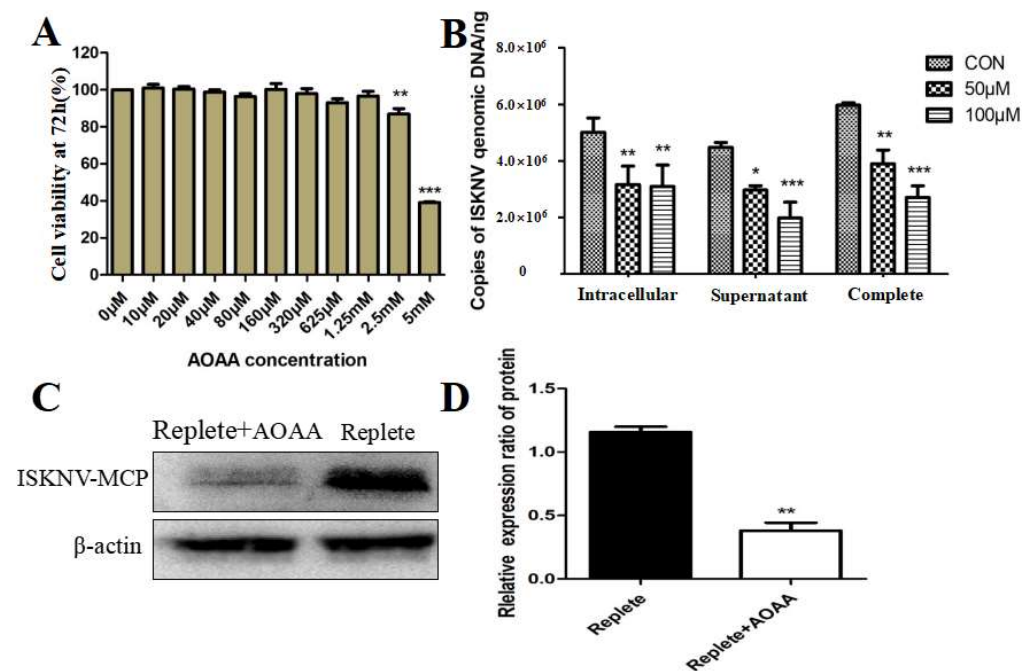 A
Cell viability at 72h(%)
120
100
80
60
40
20
0
**
***
0μM
10μM
20μM
40μM
80μM
160μM
320μM
625μM
1.25mM
2.5mM
5mM
AOAA concentration
B
Copies of ISKNV qenomic DNA/ng
8.0×10⁶
6.0×10⁶
4.0×10⁶
2.0×10⁶
0
** **
* ***
** ***
Intracellular Supernatant Complete
CON
50μM
100μM
C
Replete+AOAA Replete
ISKNV-MCP
β-actin
D
Rlelative expression ratio of protein
1.5
1.0
0.5
0.0
**
Replete
Replete+AOAA